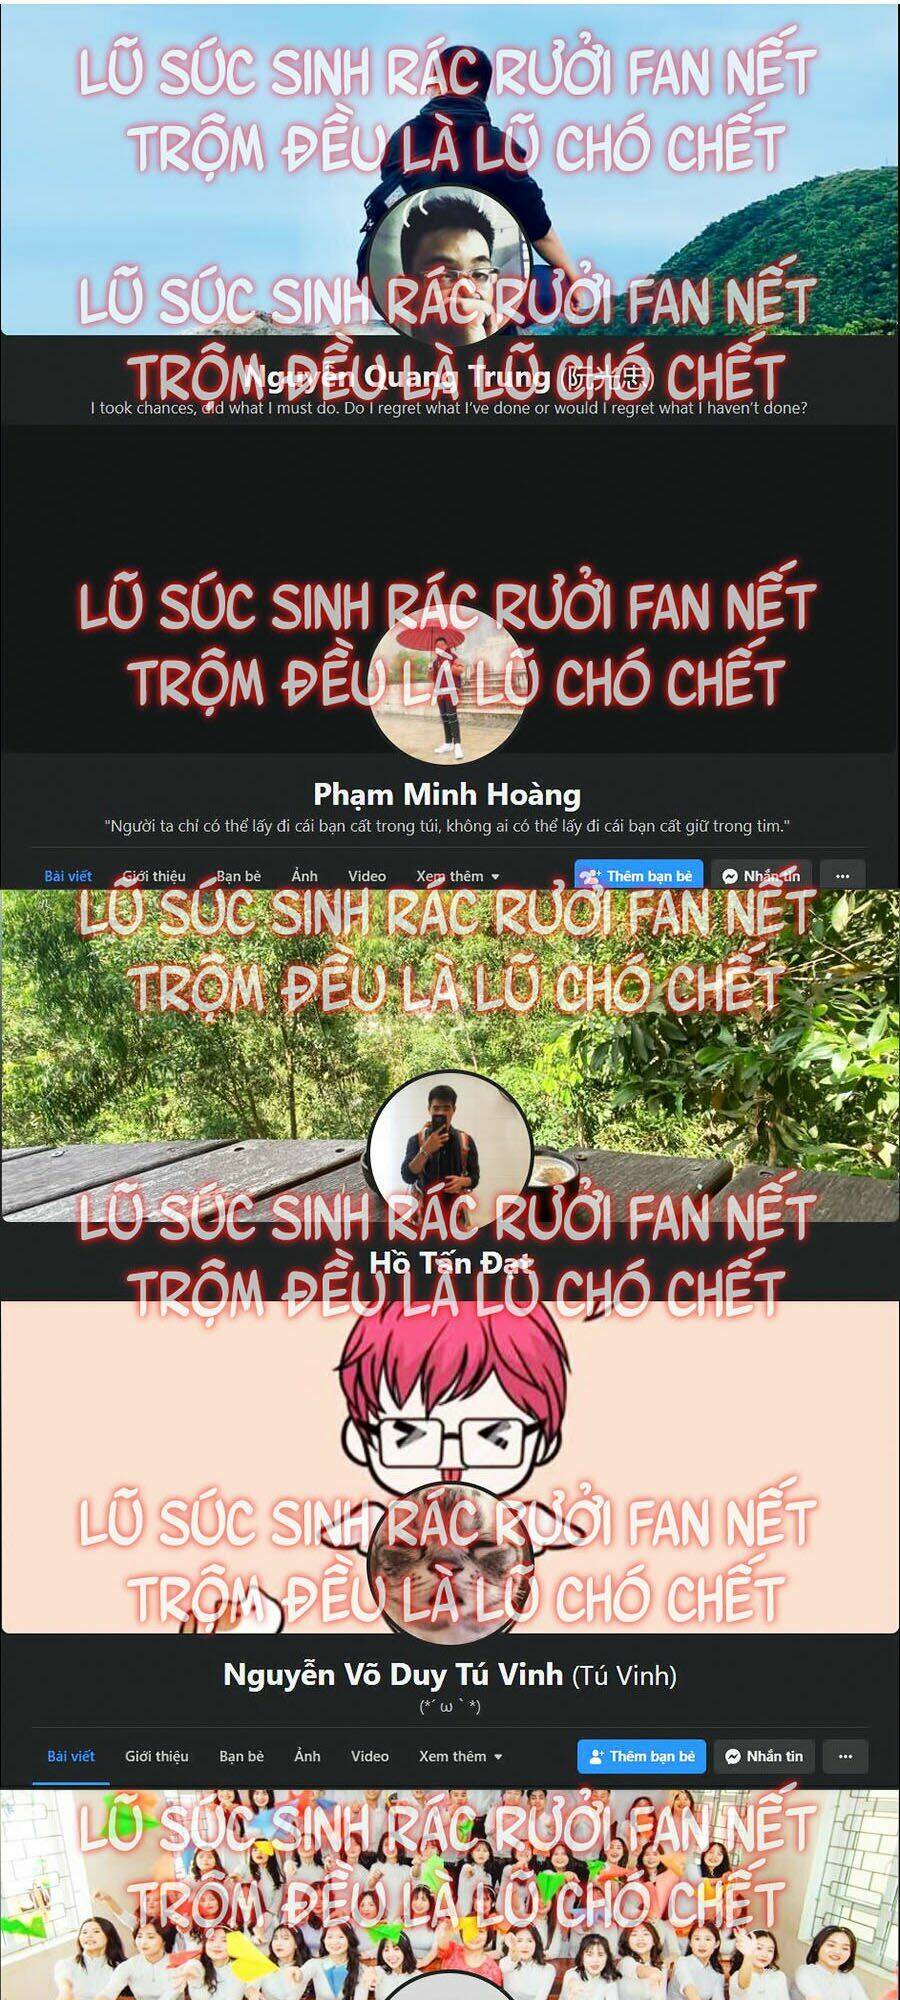 LŨ SÚC SINH RÁC RƯỞI FAN NẾT
TRỘM ĐỀU LÀ LŨ CHÓ CHẾT
LŨ SÚC SINH RÁC RƯỞI FAN NẾT
TRỘM ĐỀU LÀ LŨ CHÓ CHẾT
Nguyễn Quang Trung (阮光忠)
I took chances, did what I must do. Do I regret what I've done or would I regret what I haven't done?
LŨ SÚC SINH RÁC RƯỞI FAN NẾT
TRỘM ĐỀU LÀ LŨ CHÓ CHẾT
Phạm Minh Hoàng
"Người ta chỉ có thể lấy đi cái bạn cất trong túi, không ai có thể lấy đi cái bạn cất giữ trong tim."
Bài viết Giới thiệu Bạn bè Ảnh Video Xem thêm Thêm bạn bè Nhắn tin ...
LŨ SÚC SINH RÁC RƯỞI FAN NẾT
TRỘM ĐỀU LÀ LŨ CHÓ CHẾT
LŨ SÚC SINH RÁC RƯỞI FAN NẾT
Hồ Tấn Đạt
TRỘM ĐỀU LÀ LŨ CHÓ CHẾT
LŨ SÚC SINH RÁC RƯỞI FAN NẾT
TRỘM ĐỀU LÀ LŨ CHÓ CHẾT
Nguyễn Võ Duy Tú Vinh (Tú Vinh)
(*´ ω ` *)
Bài viết Giới thiệu Bạn bè Ảnh Video Xem thêm Thêm bạn bè Nhắn tin ...
LŨ SÚC SINH RÁC RƯỞI FAN NẾT
TRỘM ĐỀU LÀ LŨ CHÓ CHẾT